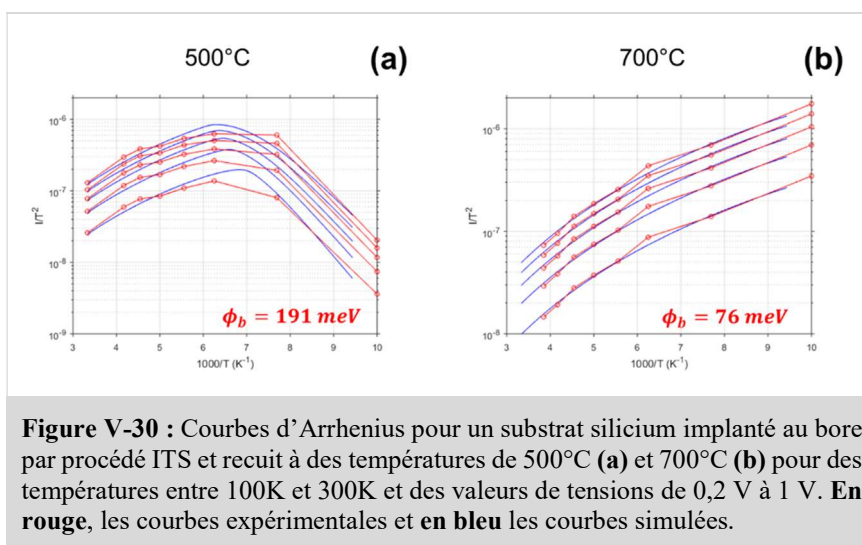 500°C (a) 700°C (b)
10⁻⁶ 10⁻⁶
10⁻⁷
I/T² I/T²
10⁻⁷
10⁻⁸
ϕ_b = 191 meV ϕ_b = 76 meV
10⁻⁹ 10⁻⁸
3 4 5 6 7 8 9 10 3 4 5 6 7 8 9 10
1000/T (K⁻¹) 1000/T (K⁻¹)
Figure V-30 : Courbes d’Arrhenius pour un substrat silicium implanté au bore
par procédé ITS et recuit à des températures de 500°C (a) et 700°C (b) pour des
températures entre 100K et 300K et des valeurs de tensions de 0,2 V à 1 V. En
rouge, les courbes expérimentales et en bleu les courbes simulées.